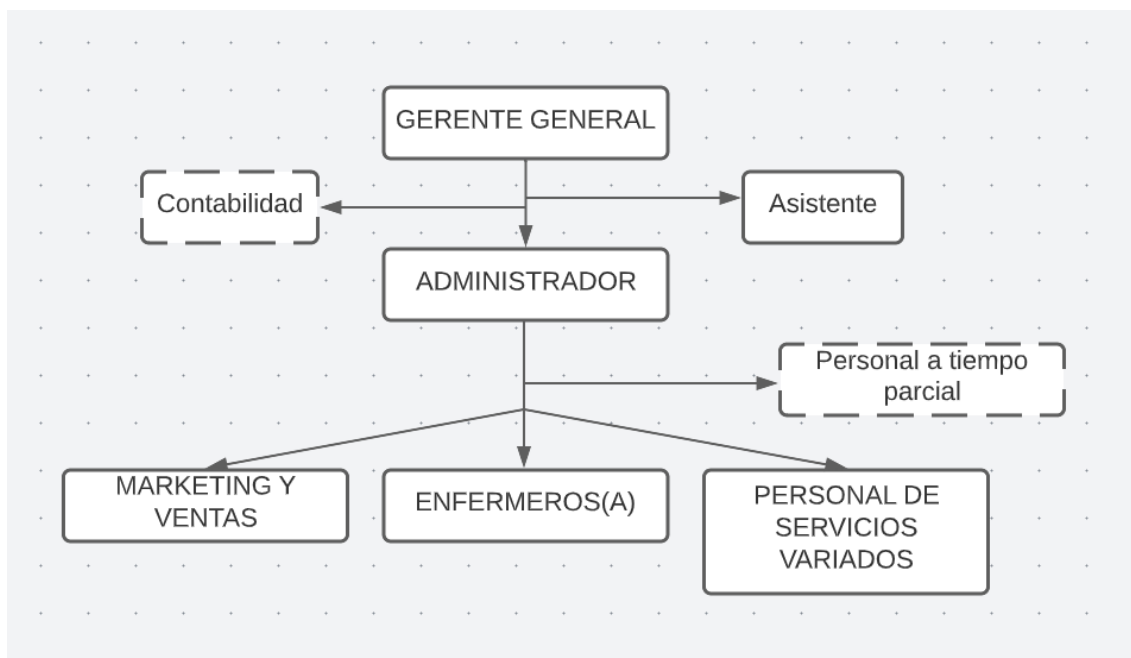 GERENTE GENERAL
Contabilidad
Asistente
ADMINISTRADOR
Personal a tiempo
parcial
MARKETING Y
VENTAS
ENFERMEROS(A)
PERSONAL DE
SERVICIOS
VARIADOS